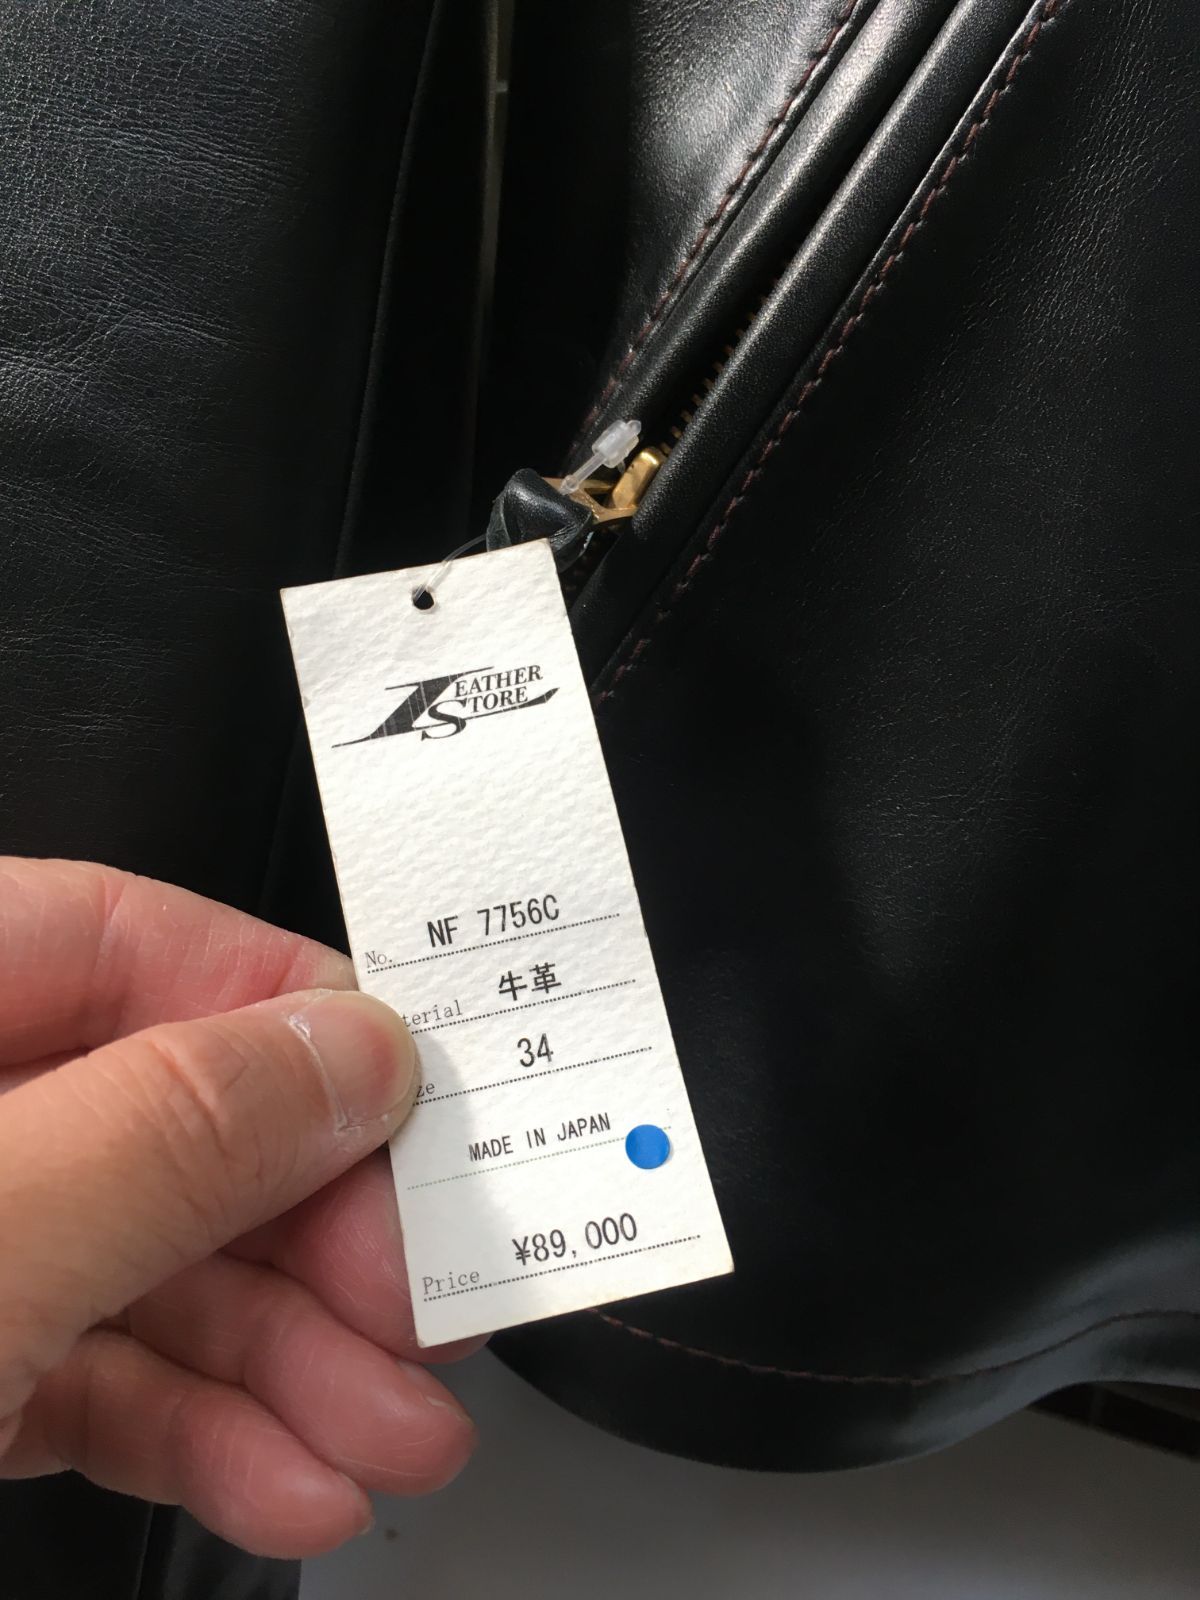 LEATHER
STORE
No. NF 7756C
terial 牛革
ze 34
MADE IN JAPAN
Price ¥89,000